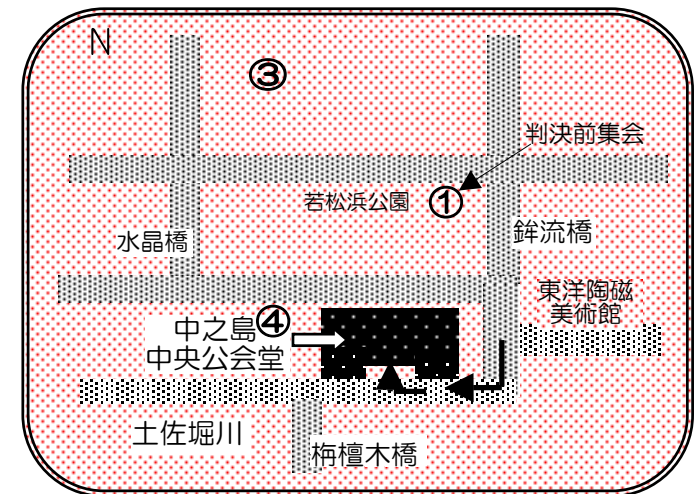 N
③
判決前集会
若松浜公園
①
水晶橋
鉾流橋
東洋陶磁
美術館
④
中之島
中央公会堂
土佐堀川
栴檀木橋